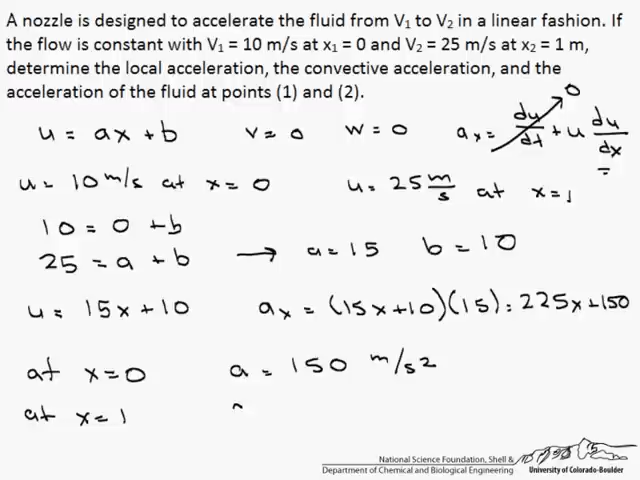 A nozzle is designed to accelerate the fluid from V₁ to V₂ in a linear fashion. If
the flow is constant with V₁ = 10 m/s at x₁ = 0 and V₂ = 25 m/s at x₂ = 1 m,
determine the local acceleration, the convective acceleration, and the
acceleration of the fluid at points (1) and (2).
u = ax + b v = 0 w = 0 aₓ = du/dt + u du/dx 0
u = 10 m/s at x = 0 u = 25 m/s at x = 1
10 = 0 + b
25 = a + b → a = 15 b = 10
u = 15x + 10 aₓ = (15x+10)(15) = 225x + 150
at x = 0 a = 150 m/s2
at x = 1
National Science Foundation, Shell &
Department of Chemical and Biological Engineering
University of Colorado-Boulder